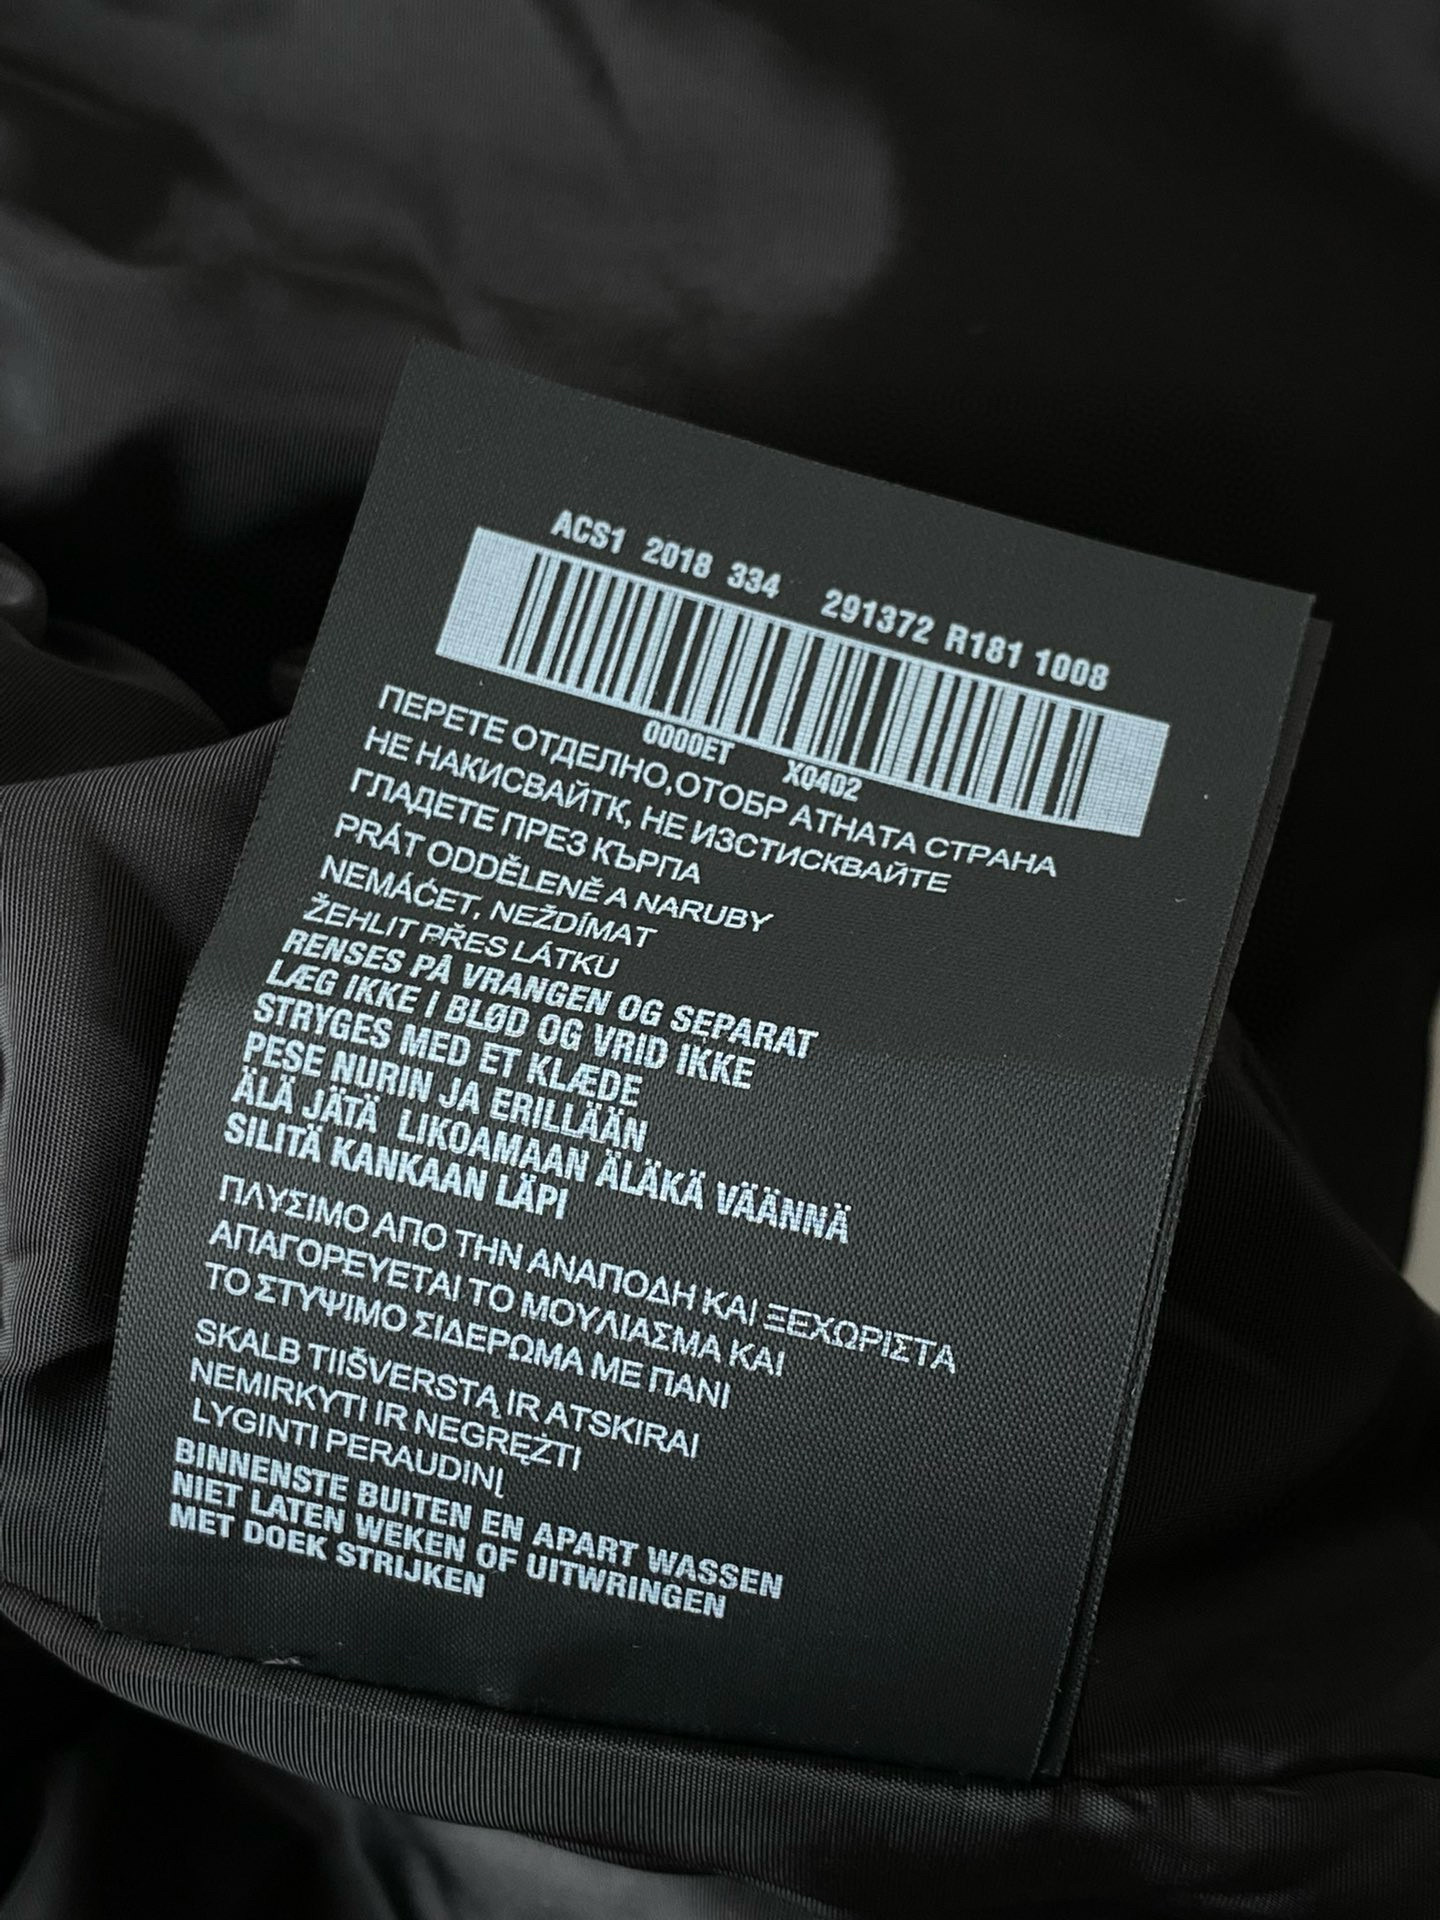 ACS1 2018 334 291372 R181 1008
0000ET X0402
ПЕРЕТЕ ОТДЕЛНО,ОТОБР АТНАТА СТРАНА
НЕ НАКИСВАЙТК, НЕ ИЗСТИСКВАЙТЕ
ГЛАДЕТЕ ПРЕЗ КЪРПА
PRÁT ODDĚLENĚ A NARUBY
NEMÁĆET, NEŽDÍMAT
ŽEHLIT PŘES LÁTKU
RENSES PÅ VRANGEN OG SEPARAT
LÆG IKKE I BLØD OG VRID IKKE
STRYGES MED ET KLÆDE
PESE NURIN JA ERILLÄÄN
ÄLÄ JÄTÄ LIKOAMAAN ÄLÄKÄ VÄÄNNÄ
SILITÄ KANKAAN LÄPI
ΠΛΥΣΙΜΟ ΑΠΟ ΤΗΝ ΑΝΑΠΟΔΗ ΚΑΙ ΞΕΧΩΡΙΣΤΑ
ΑΠΑΓΟΡΕΥΕΤΑΙ ΤΟ ΜΟΥΛΙΑΣΜΑ ΚΑΙ
ΤΟ ΣΤΥΨΙΜΟ ΣΙΔΕΡΩΜΑ ΜΕ ΠΑΝΙ
SKALB TIIŠVERSTĄ IR ATSKIRAI
NEMIRKYTI IR NEGRĘŻTI
LYGINTI PERAUDINĮ
BINNENSTE BUITEN EN APART WASSEN
NIET LATEN WEKEN OF UITWRINGEN
MET DOEK STRIJKEN